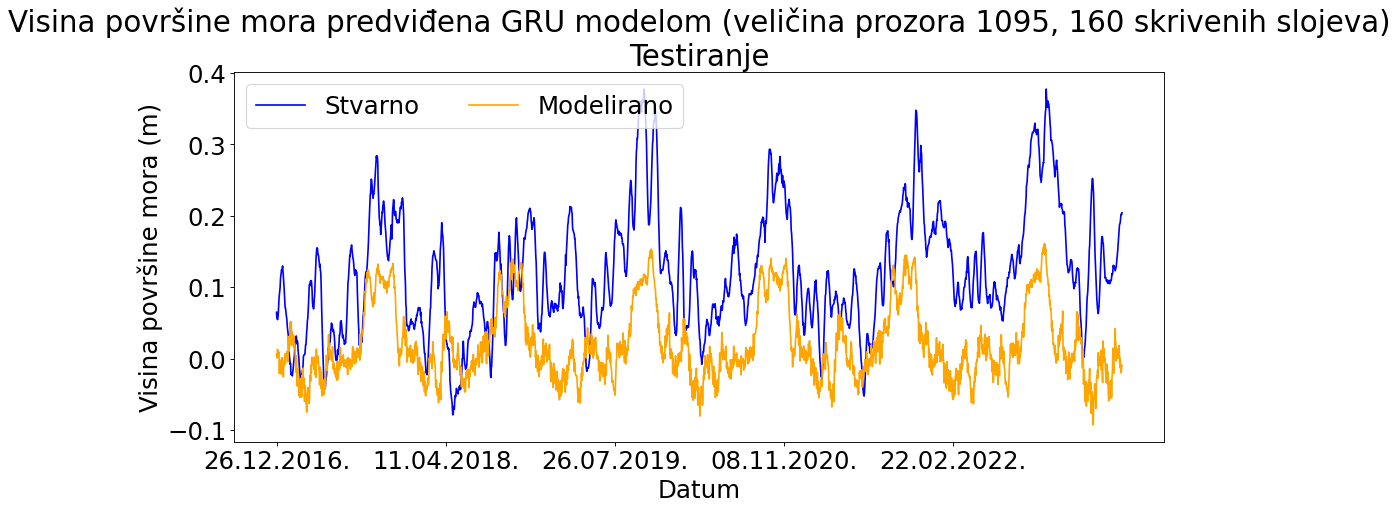 Visina površine mora predviđena GRU modelom (veličina prozora 1095, 160 skrivenih slojeva)
Testiranje
Stvarno Modelirano
Visina površine mora (m)
0.4
0.3
0.2
0.1
0.0
−0.1
26.12.2016. 11.04.2018. 26.07.2019. 08.11.2020. 22.02.2022.
Datum